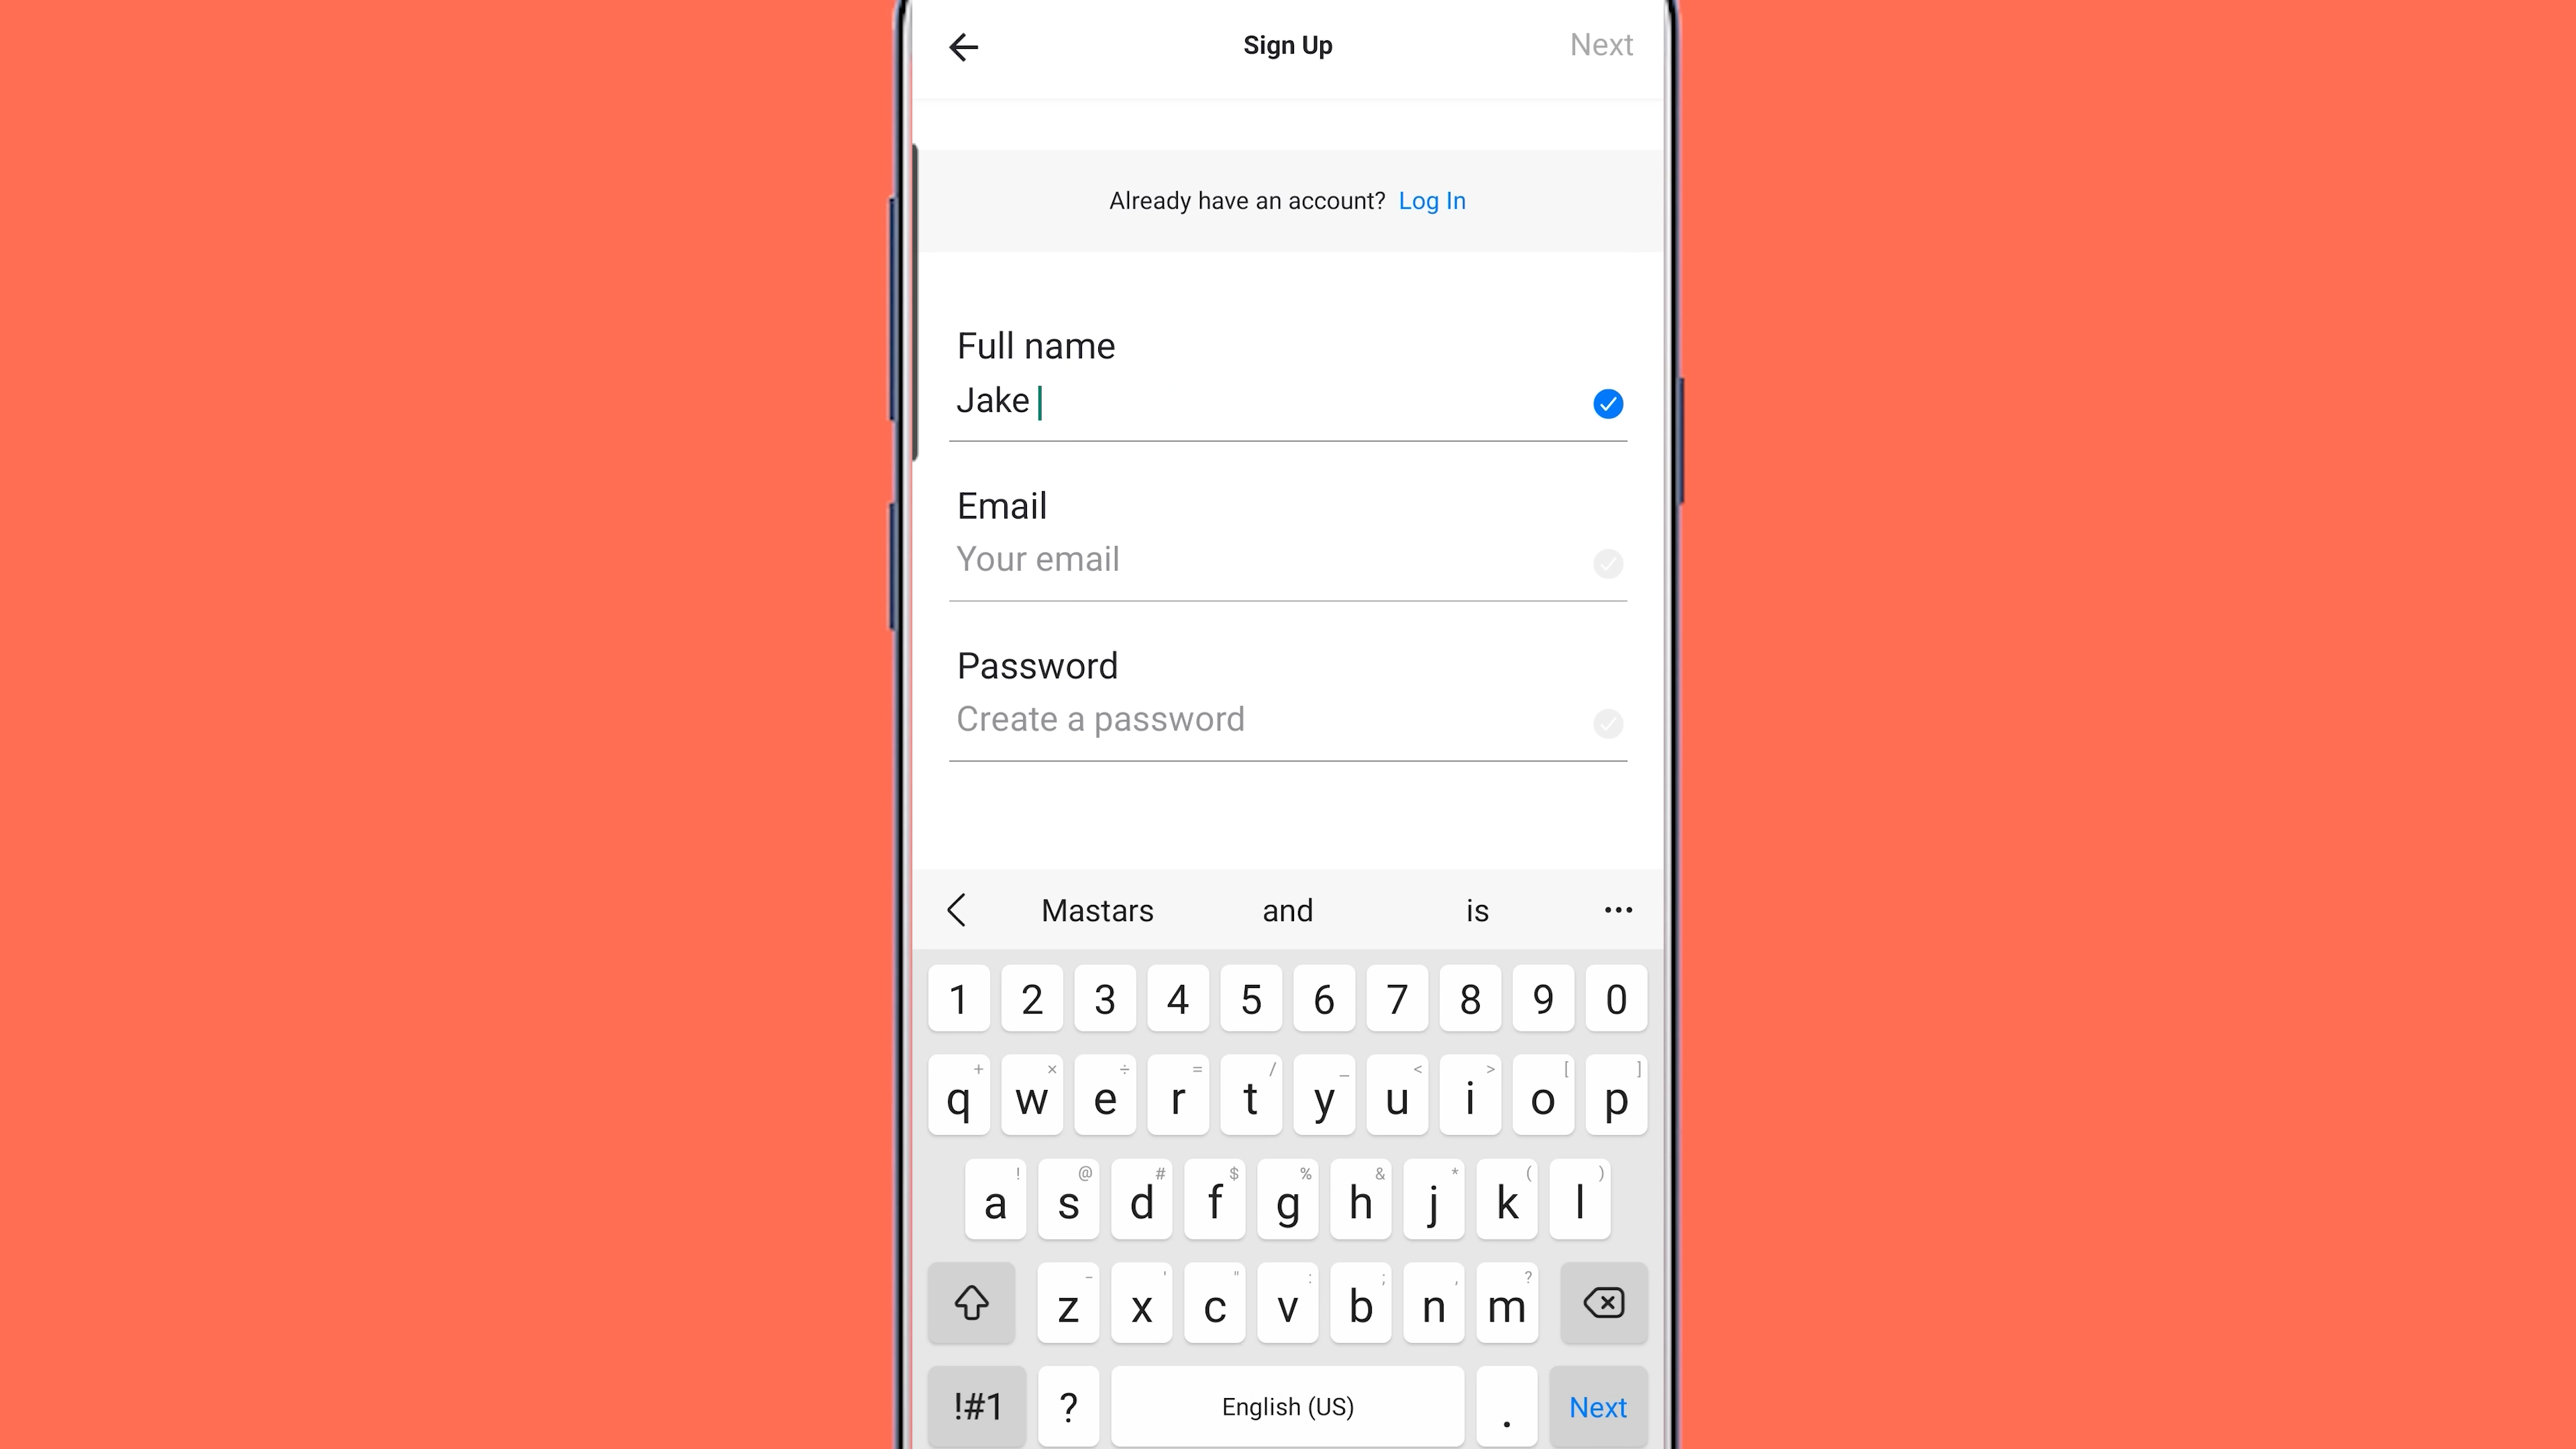 Sign Up
Next
Already have an account? Log In
Full name
Jake
Email
Your email
Password
Create a password
Mastars and is
1 2 3 4 5 6 7 8 9 0
+ × ÷ = / _ < > [ ]
q w e r t y u i o p
! @ # $ % & * ( )
a s d f g h j k l
- ' " : ; , ?
z x c v b n m
!#1 ? English (US) . Next